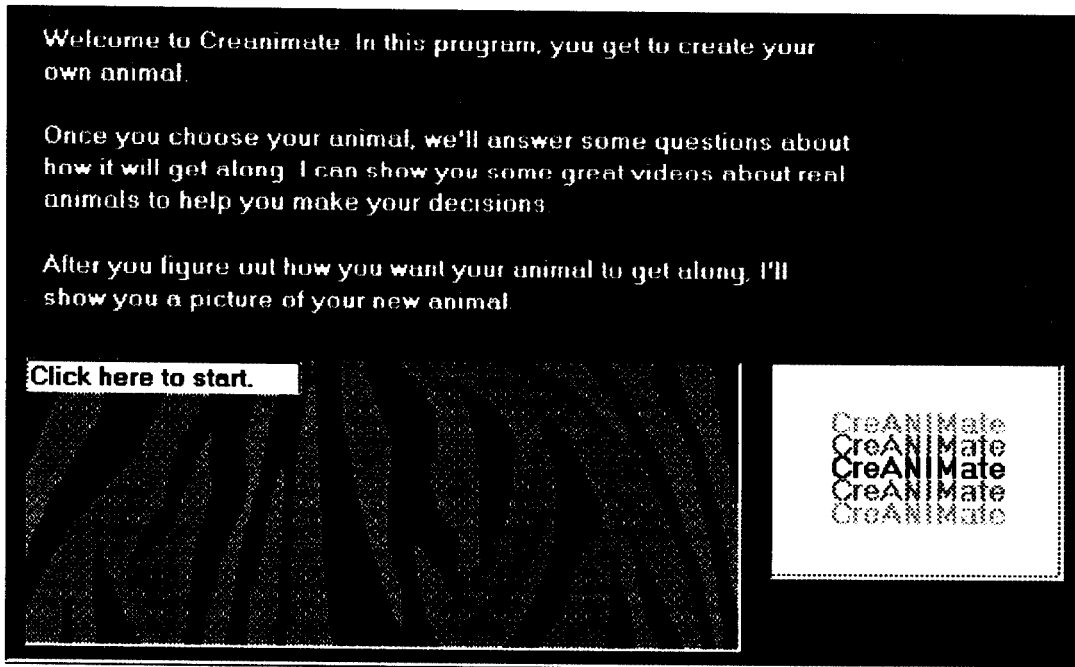 Welcome to Creanimate. In this program, you get to create your
own animal.
Once you choose your animal, we'll answer some questions about
how it will get along. I can show you some great videos about real
animals to help you make your decisions.
After you figure out how you want your animal to get along, I'll
show you a picture of your new animal.
Click here to start.
CreANIMate
CreANIMate
CreANIMate
CreANIMate
CreANIMate